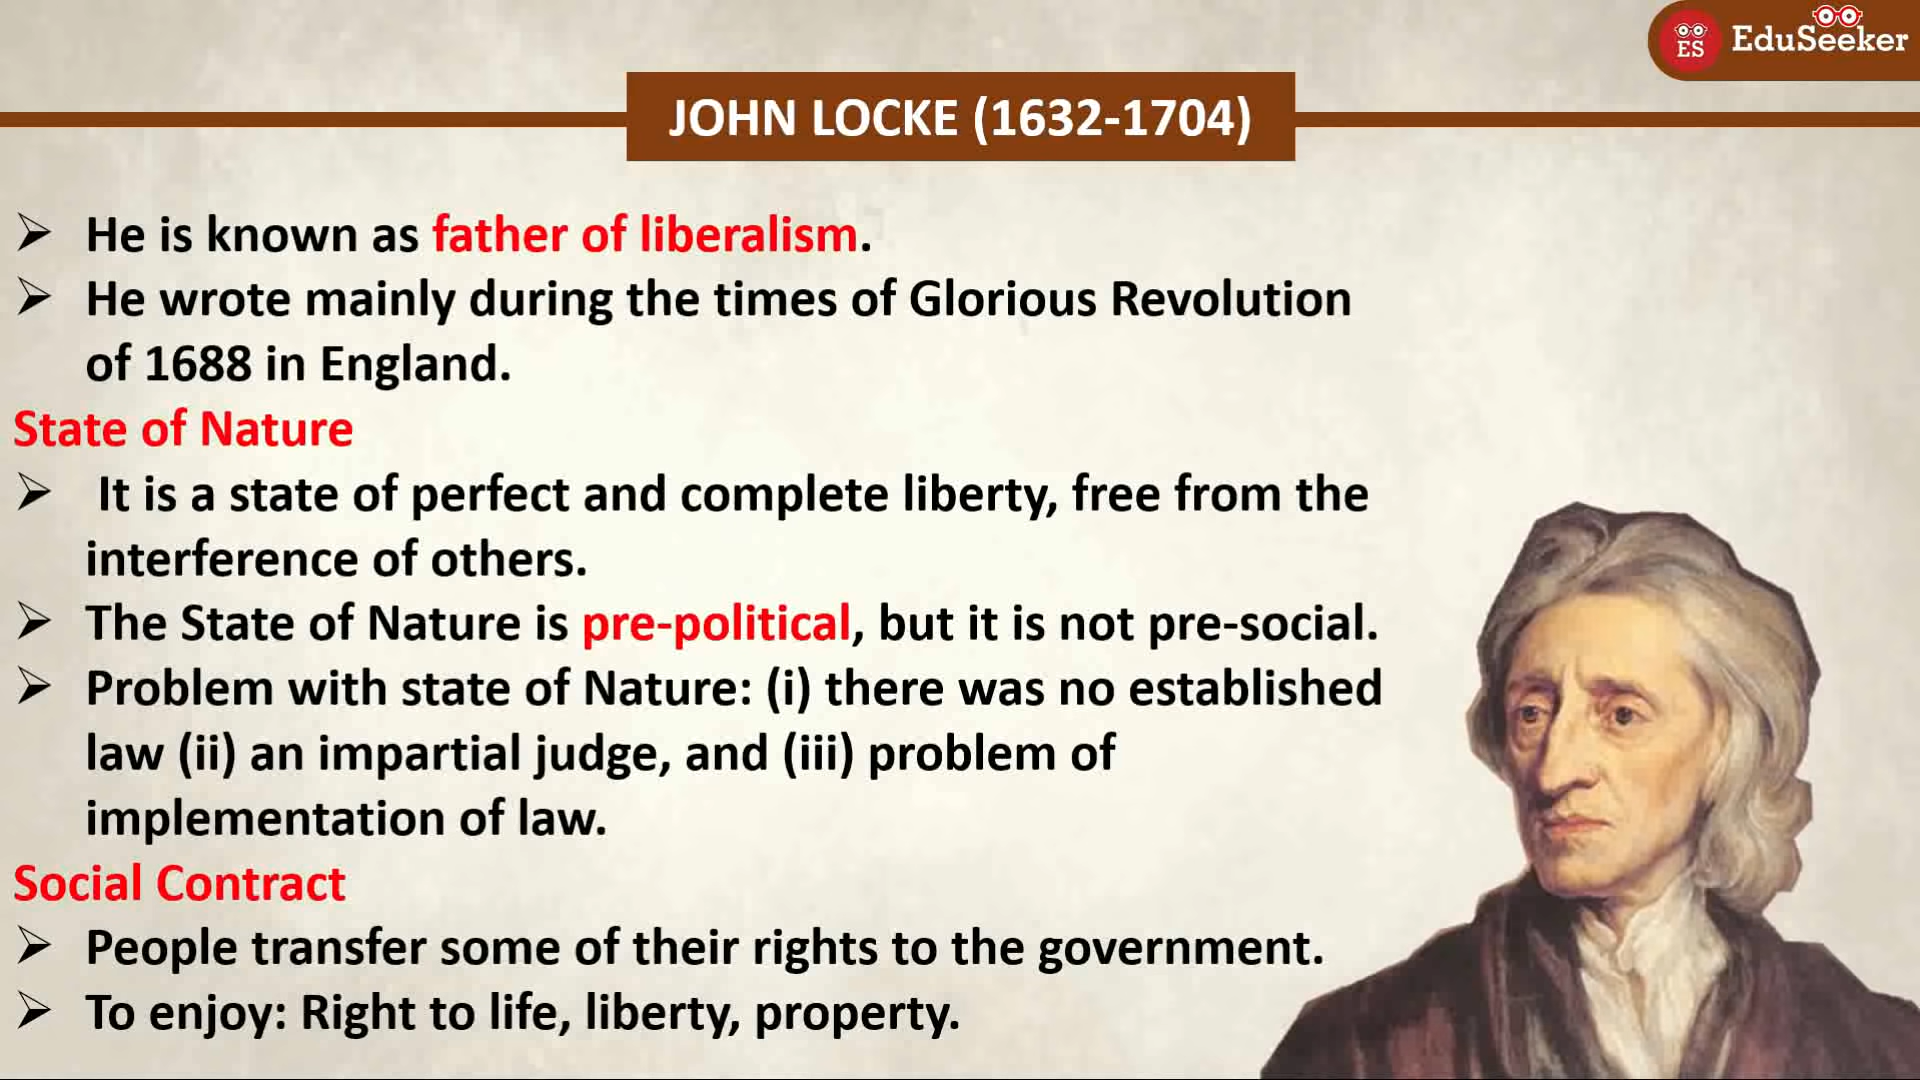 ES EduSeeker
JOHN LOCKE (1632-1704)
➢ He is known as father of liberalism.
➢ He wrote mainly during the times of Glorious Revolution
of 1688 in England.
State of Nature
➢ It is a state of perfect and complete liberty, free from the
interference of others.
➢ The State of Nature is pre-political, but it is not pre-social.
➢ Problem with state of Nature: (i) there was no established
law (ii) an impartial judge, and (iii) problem of
implementation of law.
Social Contract
➢ People transfer some of their rights to the government.
➢ To enjoy: Right to life, liberty, property.